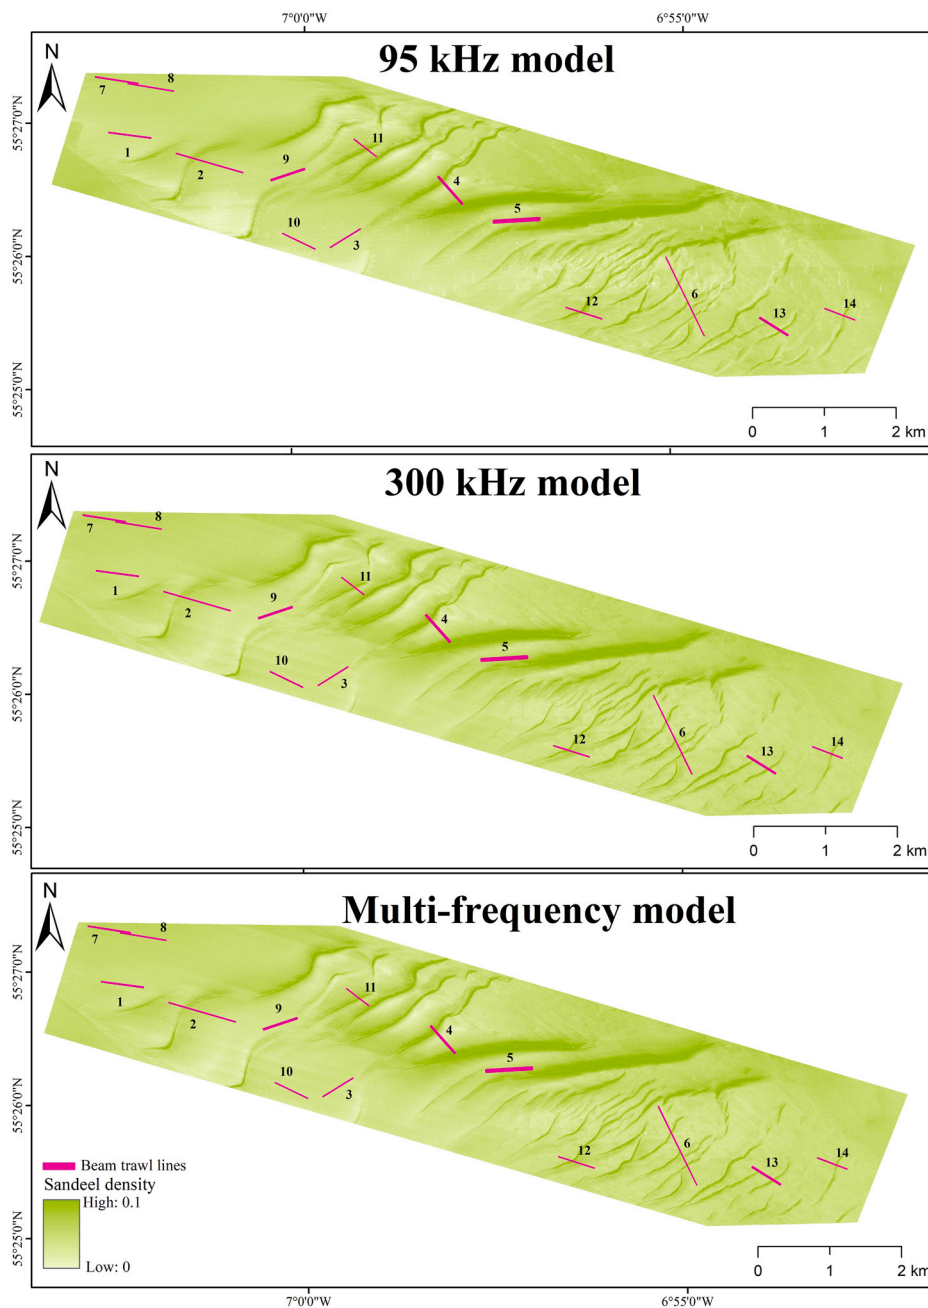 7°0'0"W 6°55'0"W
95 kHz model
N
55°27'0"N
55°26'0"N
55°25'0"N
7
8
1
2
9
11
10
3
4
5
12
6
13
14
0 1 2 km
300 kHz model
N
55°27'0"N
55°26'0"N
55°25'0"N
7
8
1
2
9
11
10
3
4
5
12
6
13
14
0 1 2 km
Multi-frequency model
N
55°27'0"N
55°26'0"N
55°25'0"N
7
8
1
2
9
11
10
3
4
5
12
6
13
14
Beam trawl lines
Sandeel density
High: 0.1
Low: 0
0 1 2 km
7°0'0"W 6°55'0"W